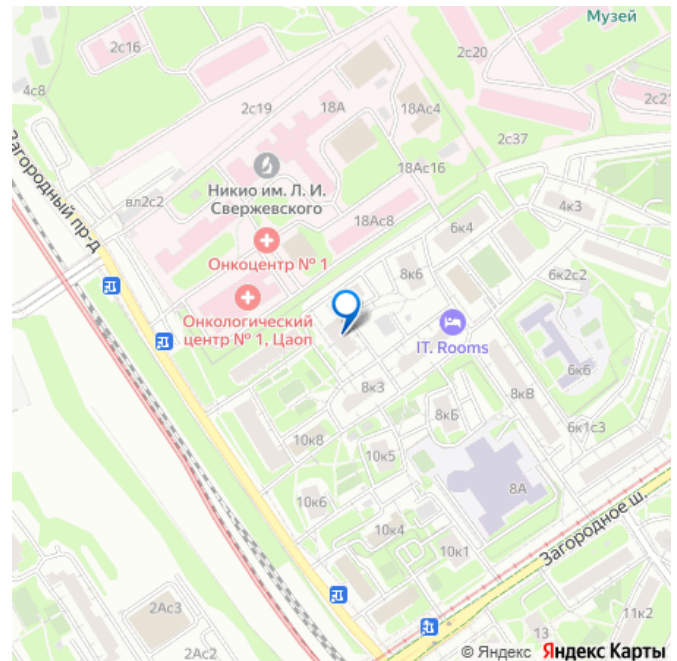 Музей
2с16
2с20
4с8
2с19
18А
18Ас4
2с21
2с37
Загородный пр-д
Никио им. Л. И.
Свержевского
18Ас16
вл2с2
18Ас8
6к4
4к3
Онкоцентр № 1
8к6
6к2с2
Онкологический
центр № 1, Цаоп
IT. Rooms
6к6
8к3
8кВ
8кБ
6к1с3
10к8
10к5
8А
10к6
10к4
10к1
Загородное ш.
2Ас3
11к2
13
2Ас2
© Яндекс Яндекс Карты